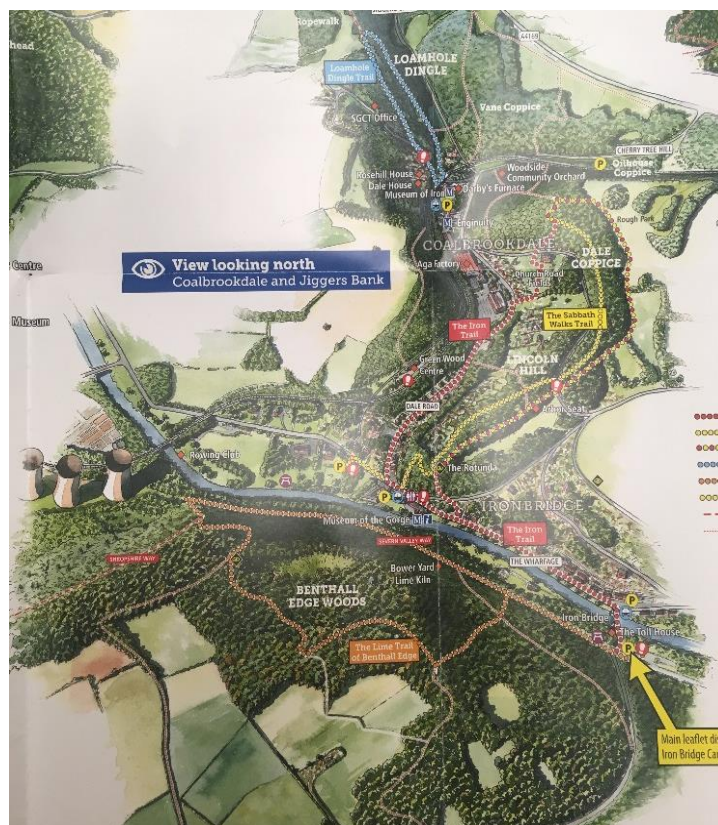 Ropewalk
head
LOAMHOLE
DINGLE
A4169
Loamhole
Dingle Trail
Vane Coppice
SGCT Office
CHERRY TREE HILL
P
Oilhouse
Coppice
Rosehill House
Dale House
Museum of Iron
M
Darby's Furnace
Woodside
Community Orchard
P
M
Enginuity
Rough Park
COALBROOKDALE
DALE
COPPICE
View looking north
Coalbrookdale and Jiggers Bank
Centre
Aga Factory
Church Road
Fields
Museum
The Iron
Trail
The Sabbath
Walks Trail
LINCOLN
HILL
Green Wood
Centre
DALE ROAD
Rowing Club
P
The Rotunda
P
IRONBRIDGE
Museum of the Gorge
M
i
The Iron
Trail
SEVERN VALLEY WAY
SHROPSHIRE WAY
THE WHARFAGE
Bower Yard
Lime Kiln
BENTHALL
EDGE WOODS
P
Iron Bridge
The Toll House
P
The Lime Trail
of Benthall Edge
Main leaflet
Iron Bridge